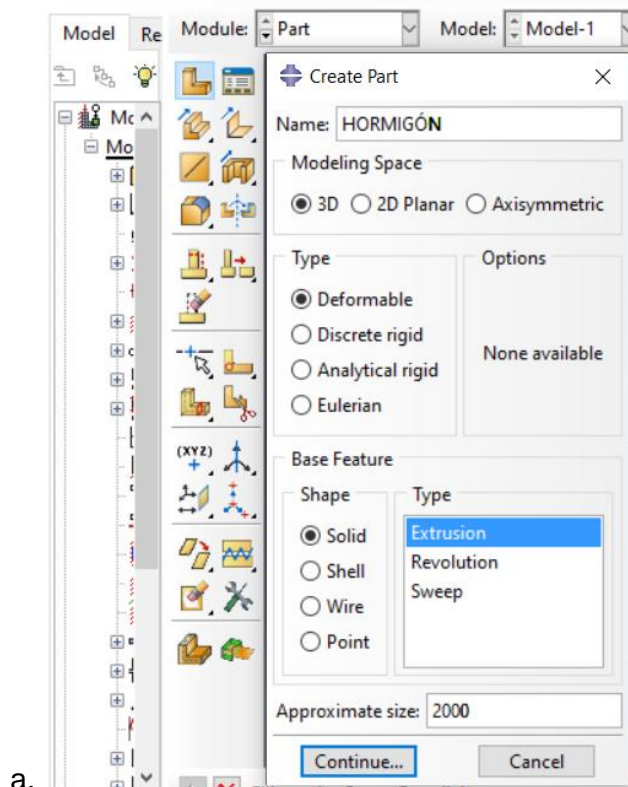 Model
Re
Module:
Part
Model:
Model-1
Create Part
Name: HORMIGÓN
Modeling Space
3D
2D Planar
Axisymmetric
Type
Options
Deformable
Discrete rigid
Analytical rigid
Eulerian
None available
Base Feature
Shape
Type
Solid
Shell
Wire
Point
Extrusion
Revolution
Sweep
Approximate size: 2000
Continue...
Cancel
Mo
(XYZ)
a.